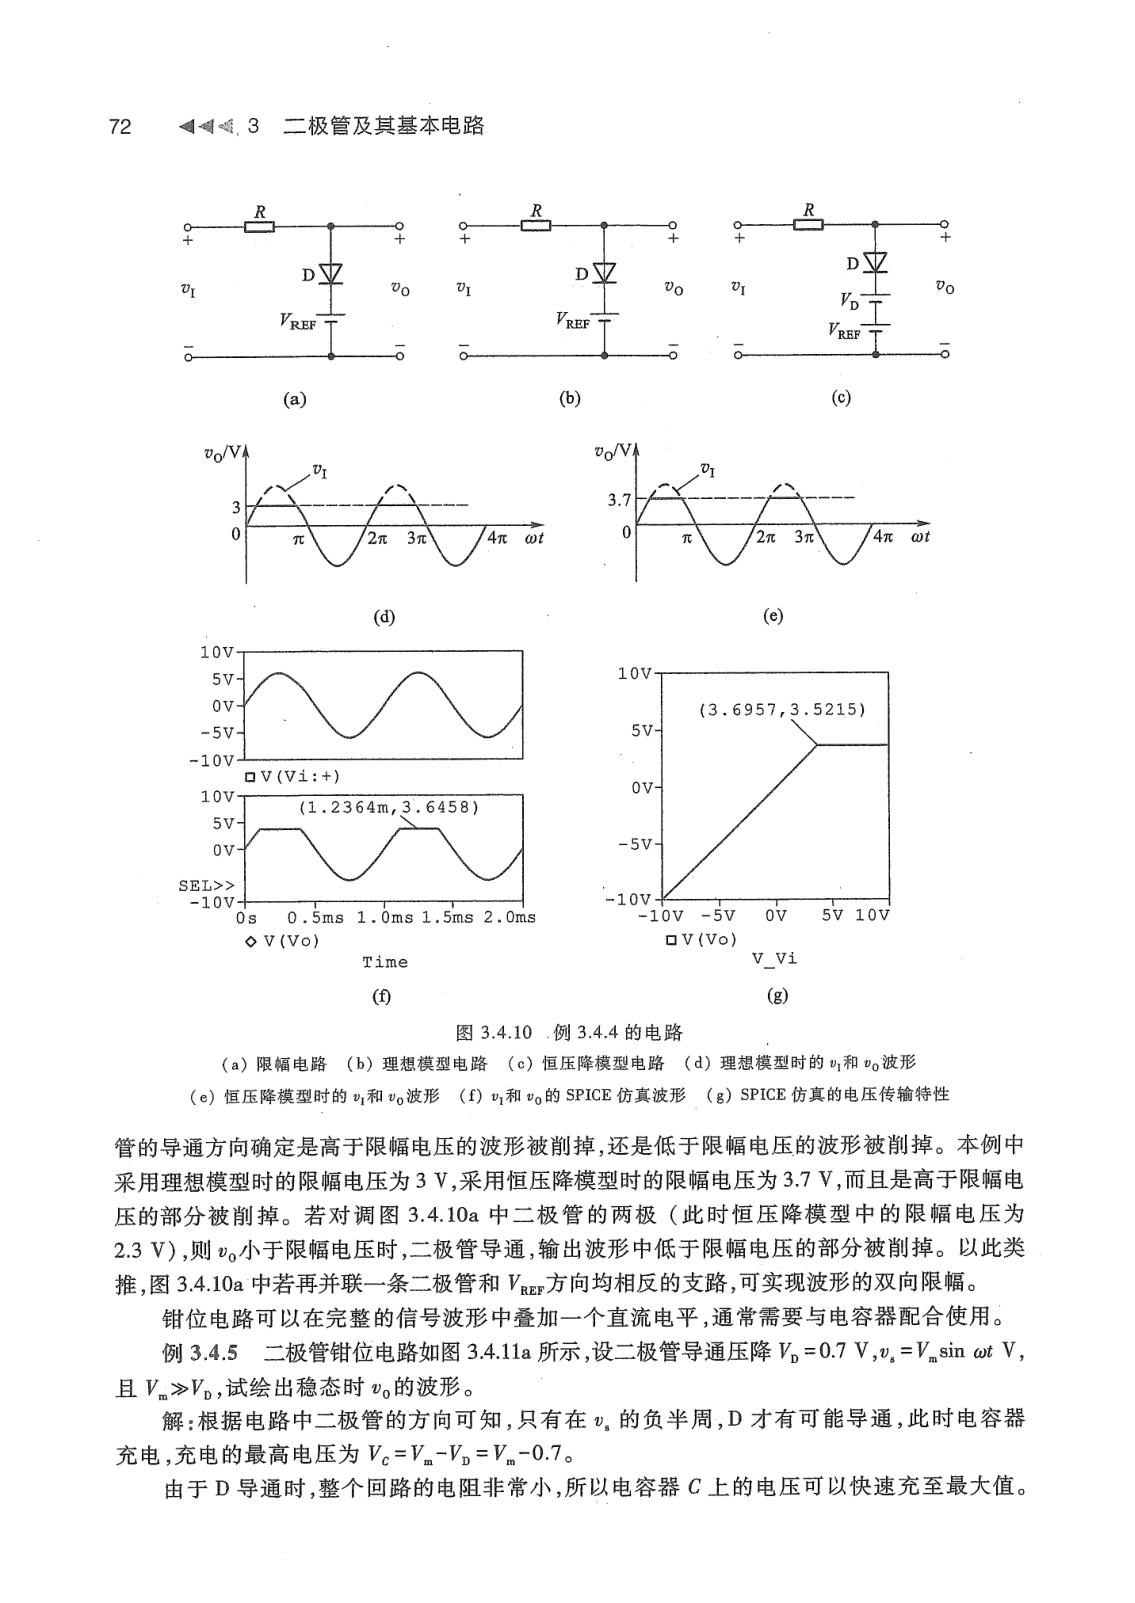 72 3 二极管及其基本电路
R R R
+ + + + + +
D D D
vI vO vI vO vI vO
VD
VREF VREF VREF
− − − − − −
(a) (b) (c)
vO/V vO/V
vI vI
3 3.7
0 π 2π 3π 4π ωt 0 π 2π 3π 4π ωt
(d) (e)
10V
5V
0V
-5V
-10V
V(Vi:+)
10V
(1.2364m,3.6458)
5V
0V
SEL>>
-10V
0s 0.5ms 1.0ms 1.5ms 2.0ms
V(Vo)
Time
(f)
10V
(3.6957,3.5215)
5V
0V
-5V
-10V
-10V -5V 0V 5V 10V
V(Vo)
V_Vi
(g)
图 3.4.10 例 3.4.4 的电路
(a) 限幅电路 (b) 理想模型电路 (c) 恒压降模型电路 (d) 理想模型时的 vI和 vO波形
(e) 恒压降模型时的 vI和 vO波形 (f) vI和 vO的 SPICE 仿真波形 (g) SPICE 仿真的电压传输特性
管的导通方向确定是高于限幅电压的波形被削掉,还是低于限幅电压的波形被削掉。本例中
采用理想模型时的限幅电压为 3 V,采用恒压降模型时的限幅电压为 3.7 V,而且是高于限幅电
压的部分被削掉。若对调图 3.4.10a 中二极管的两极(此时恒压降模型中的限幅电压为
2.3 V),则 vO小于限幅电压时,二极管导通,输出波形中低于限幅电压的部分被削掉。以此类
推,图 3.4.10a 中若再并联一条二极管和 VREF方向均相反的支路,可实现波形的双向限幅。
钳位电路可以在完整的信号波形中叠加一个直流电平,通常需要与电容器配合使用。
例 3.4.5 二极管钳位电路如图 3.4.11a 所示,设二极管导通压降 VD=0.7 V,vs=Vmsin ωt V,
且 Vm≫VD,试绘出稳态时 vO的波形。
解:根据电路中二极管的方向可知,只有在 vs 的负半周,D 才有可能导通,此时电容器
充电,充电的最高电压为 VC=Vm-VD=Vm-0.7。
由于 D 导通时,整个回路的电阻非常小,所以电容器 C 上的电压可以快速充至最大值。